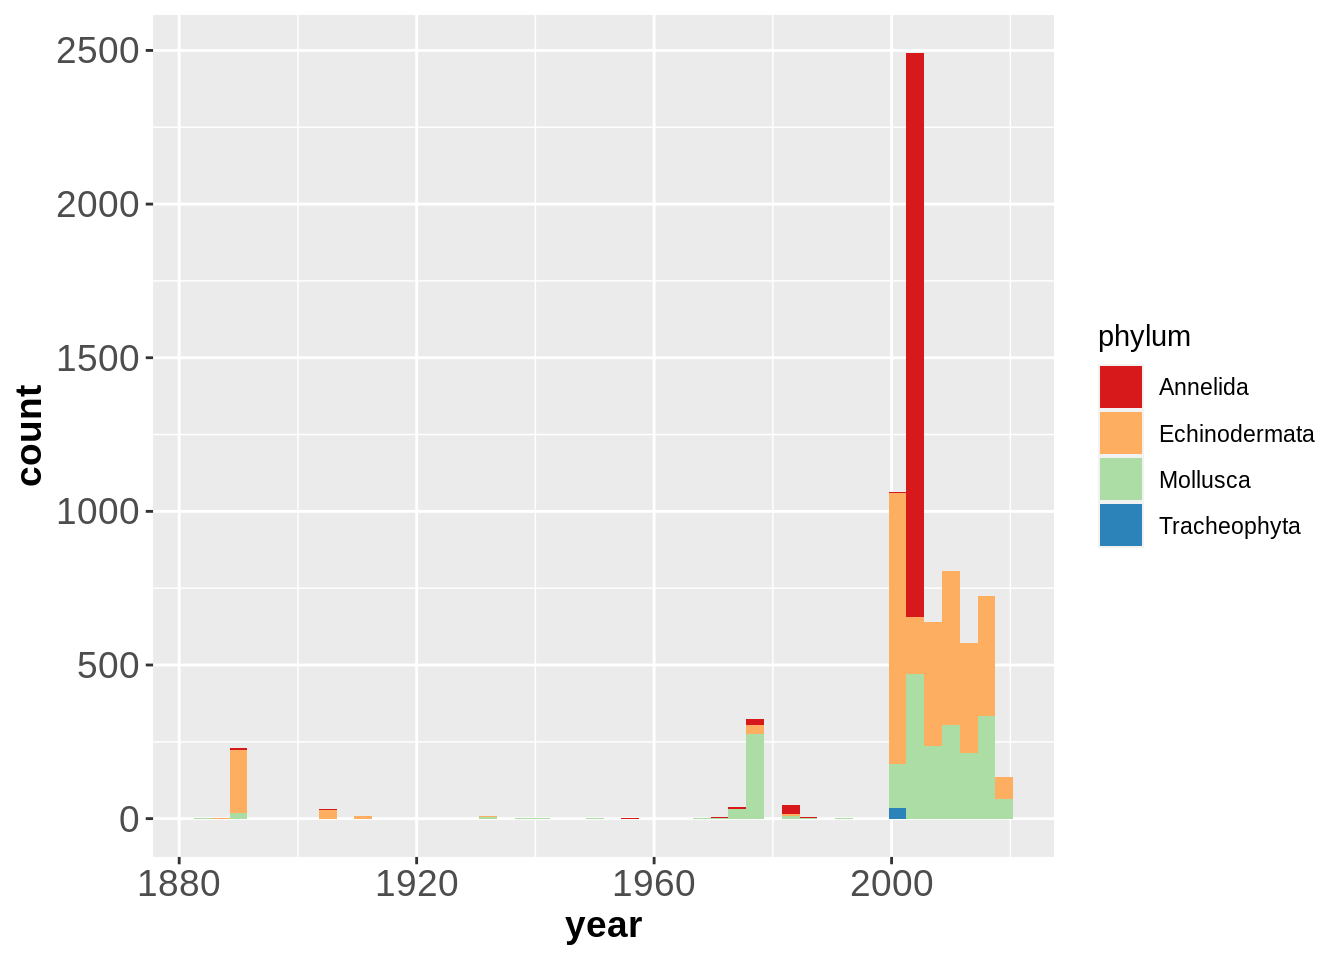 2500
2000
1500
1000
500
0
count
1880 1920 1960 2000
year
phylum
Annelida
Echinodermata
Mollusca
Tracheophyta